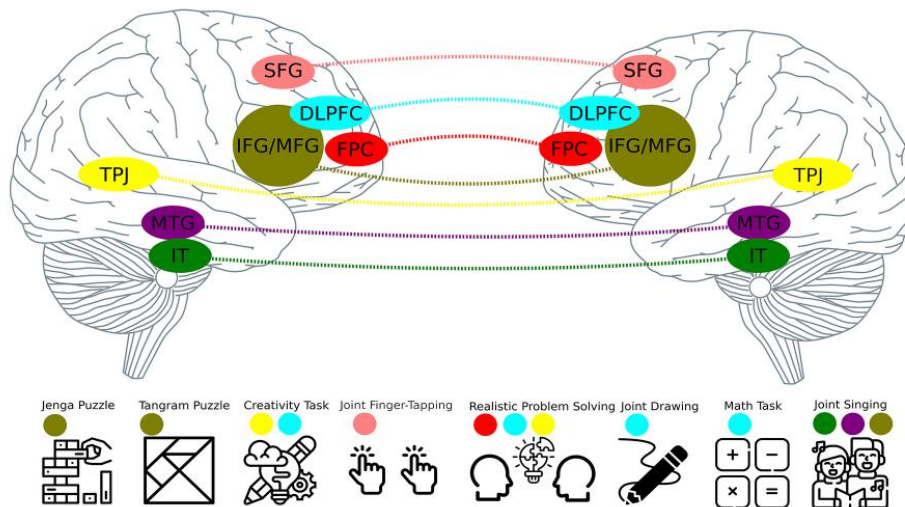 SFG SFG
DLPFC DLPFC
IFG/MFG FPC FPC IFG/MFG
TPJ TPJ
MTG MTG
IT IT
Jenga Puzzle Tangram Puzzle Creativity Task Joint Finger-Tapping Realistic Problem Solving Joint Drawing Math Task Joint Singing
+ −
× =